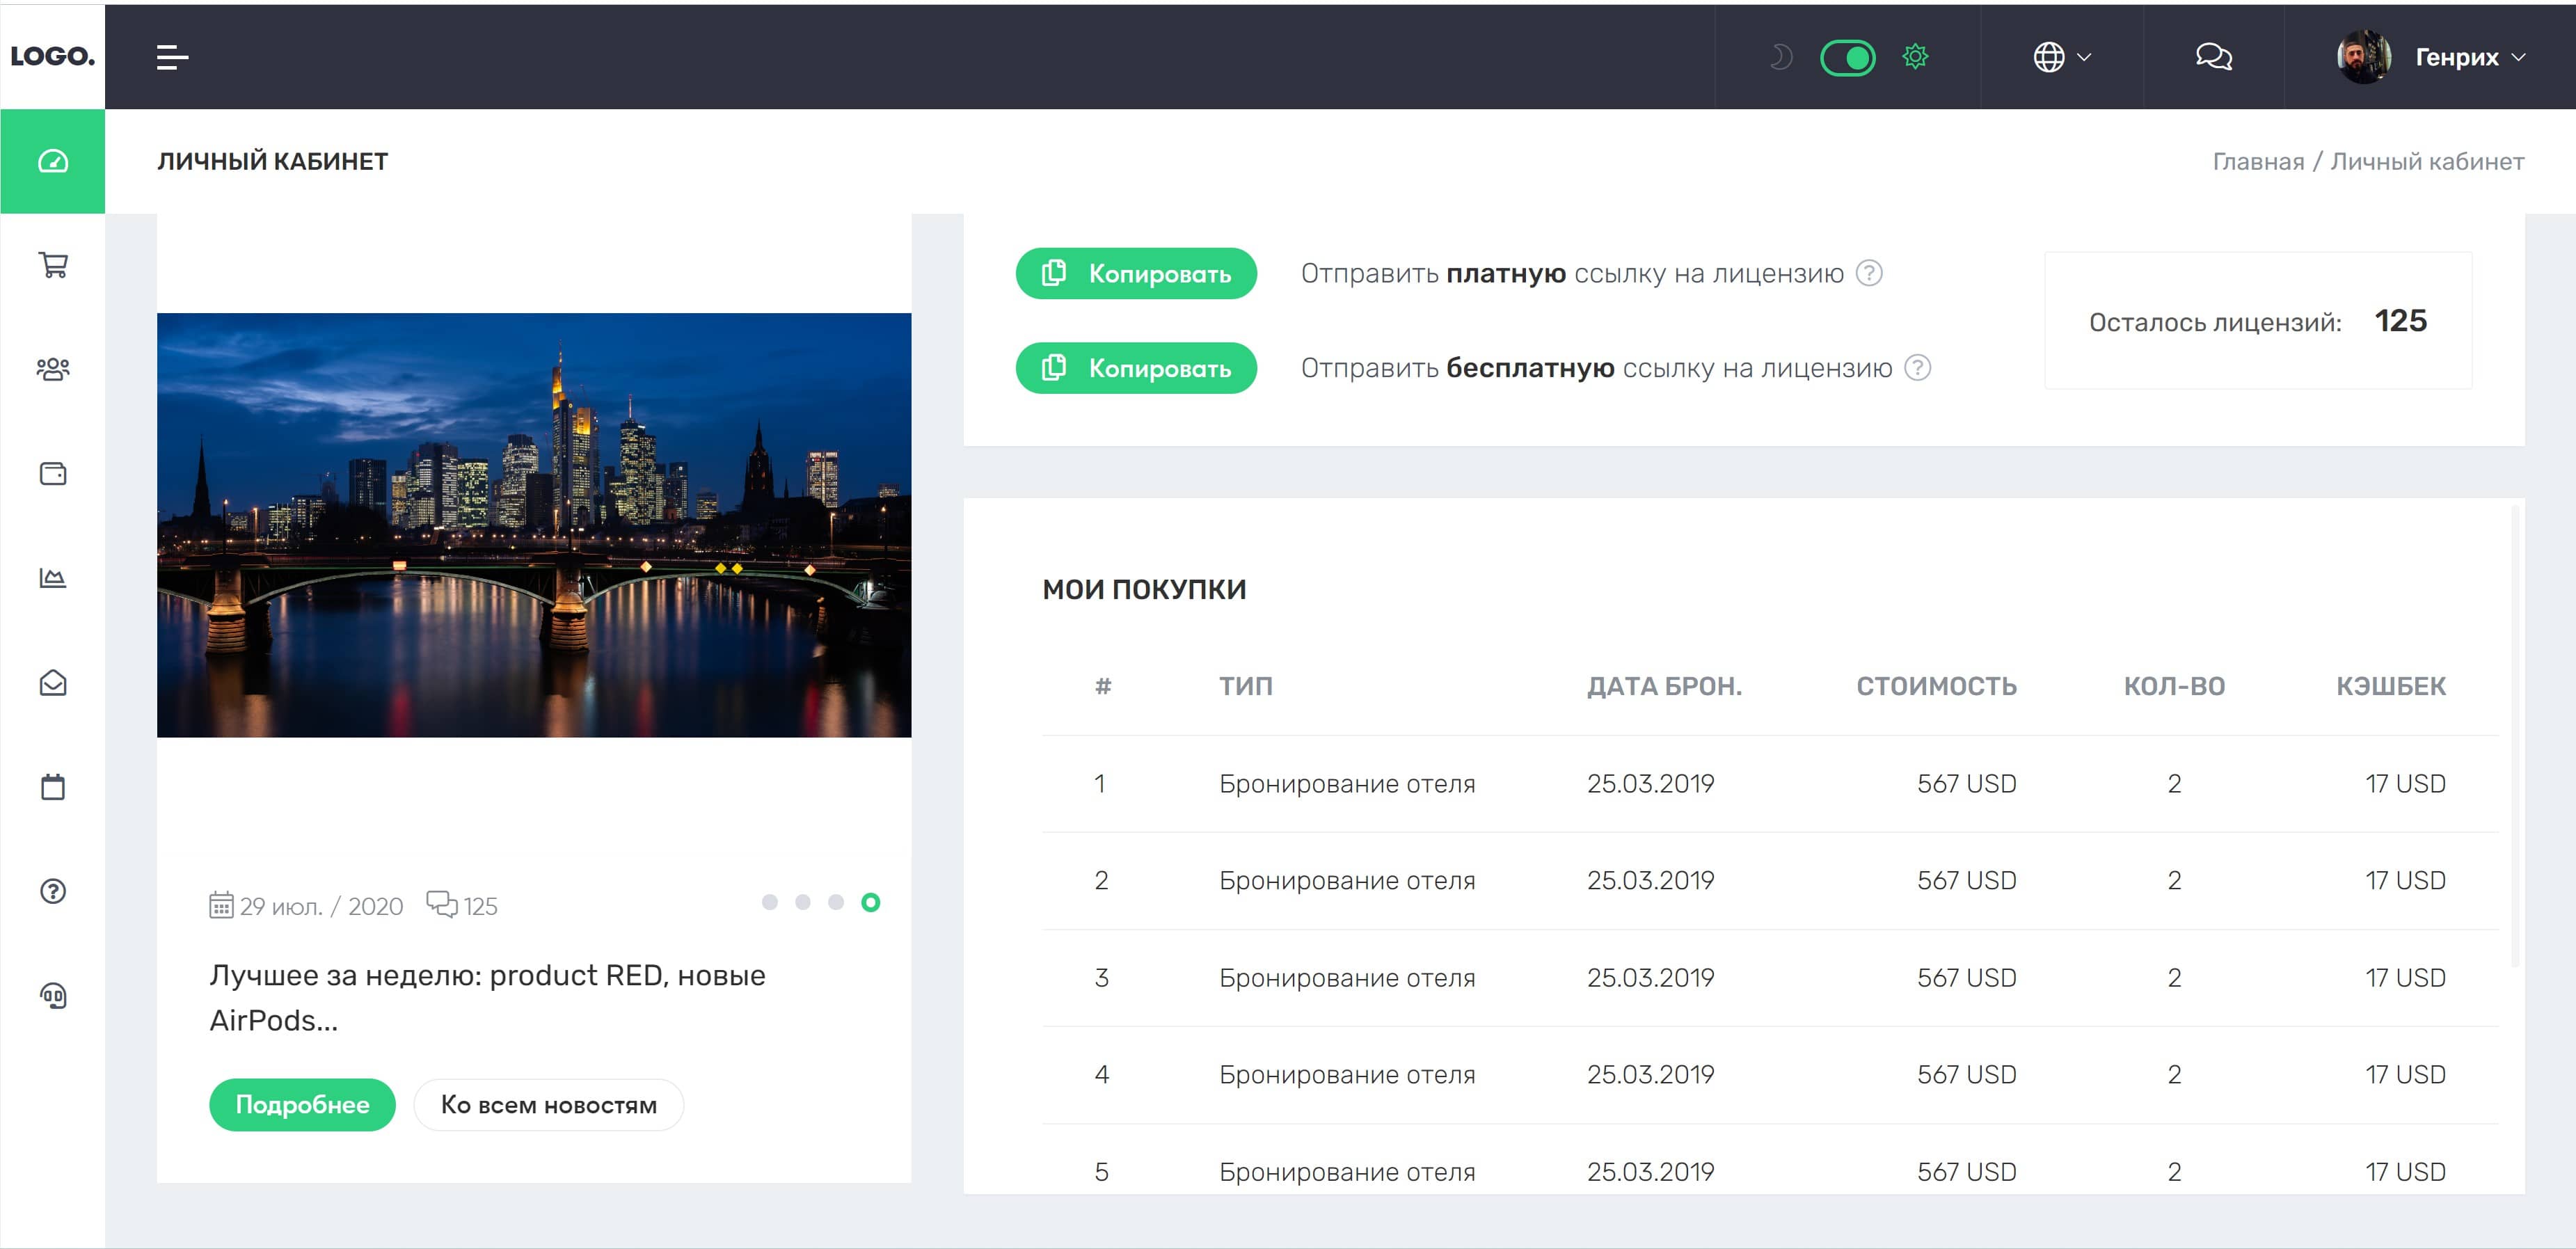 LOGO.
Генрих
ЛИЧНЫЙ КАБИНЕТ
Главная / Личный кабинет
Копировать
Отправить платную ссылку на лицензию ?
Копировать
Отправить бесплатную ссылку на лицензию ?
Осталось лицензий: 125
29 июл. / 2020 125
Лучшее за неделю: product RED, новые
AirPods...
Подробнее
Ко всем новостям
МОИ ПОКУПКИ
# ТИП ДАТА БРОН. СТОИМОСТЬ КОЛ-ВО КЭШБЕК
1 Бронирование отеля 25.03.2019 567 USD 2 17 USD
2 Бронирование отеля 25.03.2019 567 USD 2 17 USD
3 Бронирование отеля 25.03.2019 567 USD 2 17 USD
4 Бронирование отеля 25.03.2019 567 USD 2 17 USD
5 Бронирование отеля 25.03.2019 567 USD 2 17 USD